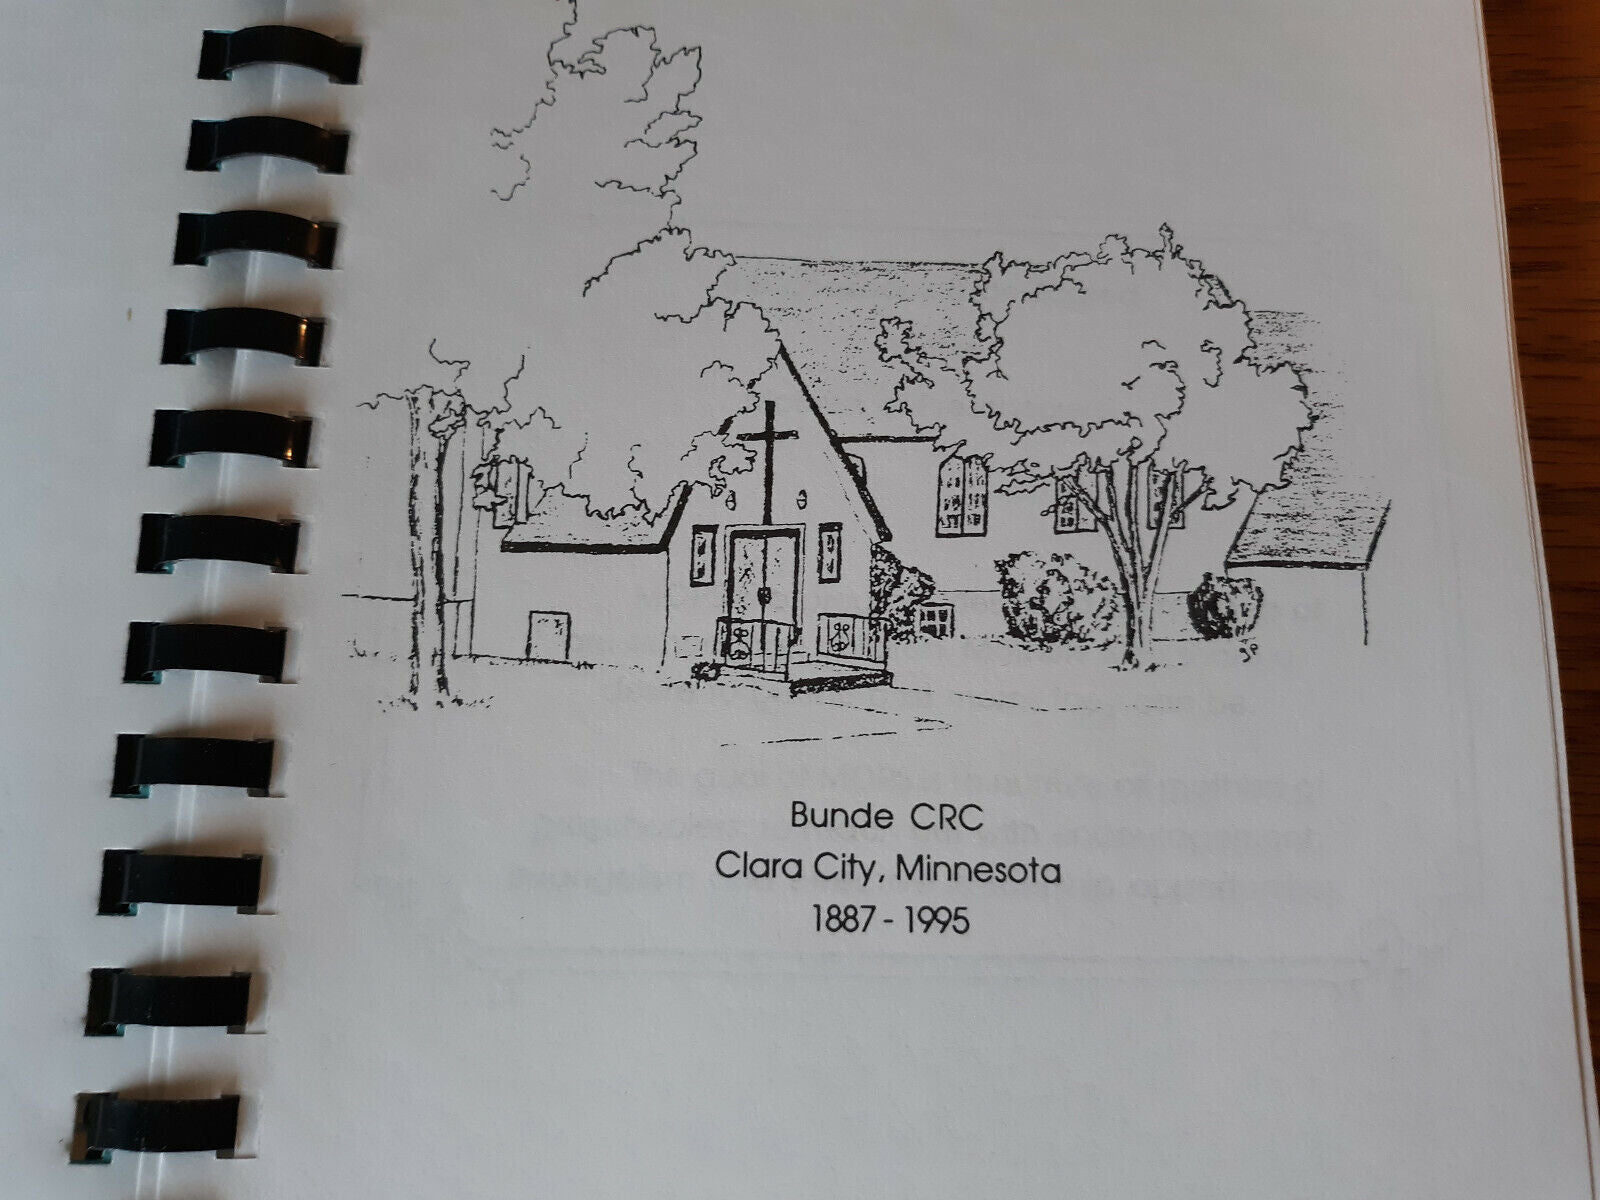 Bunde CRC
Clara City, Minnesota
1887 - 1995